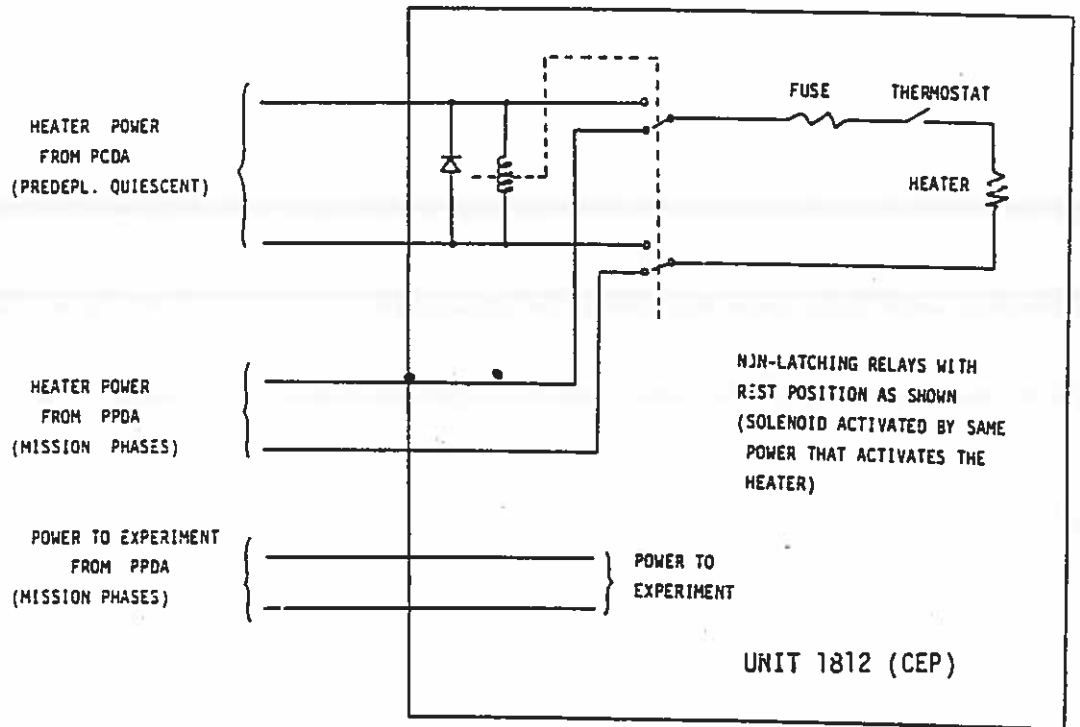 HEATER POWER
FROM PCDA
(PREDEPL. QUIESCENT)
FUSE
THERMOSTAT
HEATER
HEATER POWER
FROM PPDA
(MISSION PHASES)
NON-LATCHING RELAYS WITH
REST POSITION AS SHOWN
(SOLENOID ACTIVATED BY SAME
POWER THAT ACTIVATES THE
HEATER)
POWER TO EXPERIMENT
FROM PPDA
(MISSION PHASES)
POWER TO
EXPERIMENT
UNIT 1812 (CEP)